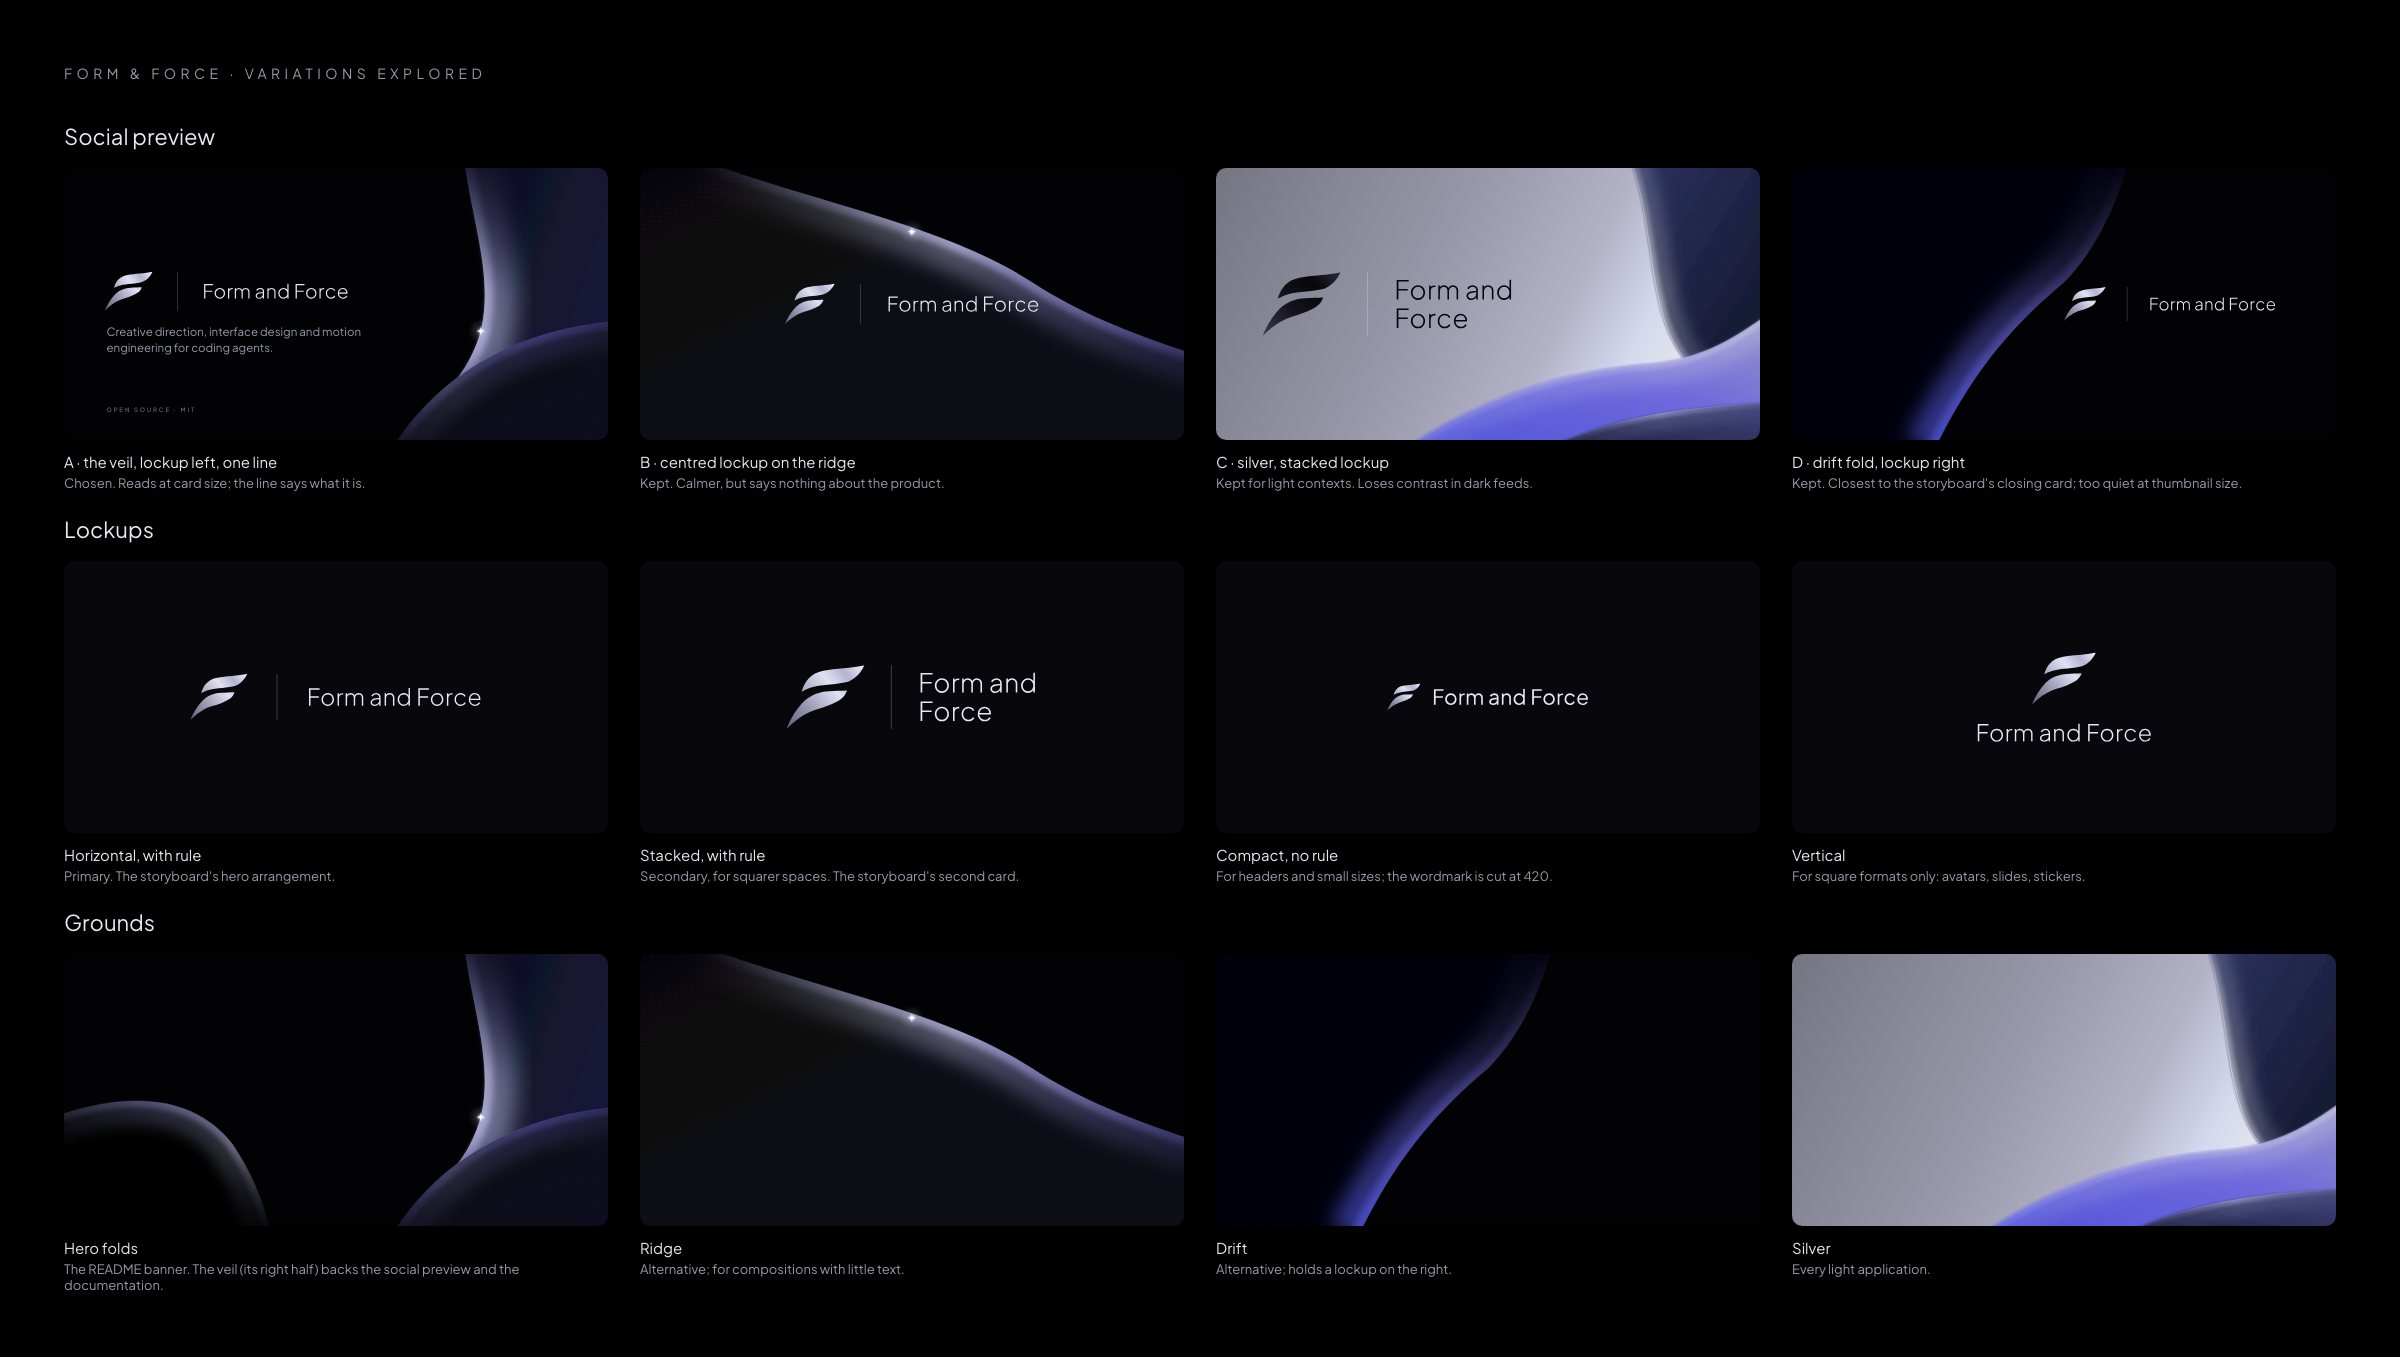 FORM & FORCE · VARIATIONS EXPLORED
Social preview
Form and Force
Creative direction, interface design and motion
engineering for coding agents.
OPEN SOURCE · MIT
Form and Force
Form and
Force
Form and Force
A · the veil, lockup left, one line
Chosen. Reads at card size; the line says what it is.
B · centred lockup on the ridge
Kept. Calmer, but says nothing about the product.
C · silver, stacked lockup
Kept for light contexts. Loses contrast in dark feeds.
D · drift fold, lockup right
Kept. Closest to the storyboard's closing card; too quiet at thumbnail size.
Lockups
Form and Force
Form and
Force
Form and Force
Form and Force
Horizontal, with rule
Primary. The storyboard's hero arrangement.
Stacked, with rule
Secondary, for squarer spaces. The storyboard's second card.
Compact, no rule
For headers and small sizes; the wordmark is cut at 420.
Vertical
For square formats only: avatars, slides, stickers.
Grounds
Hero folds
The README banner. The veil (its right half) backs the social preview and the
documentation.
Ridge
Alternative; for compositions with little text.
Drift
Alternative; holds a lockup on the right.
Silver
Every light application.